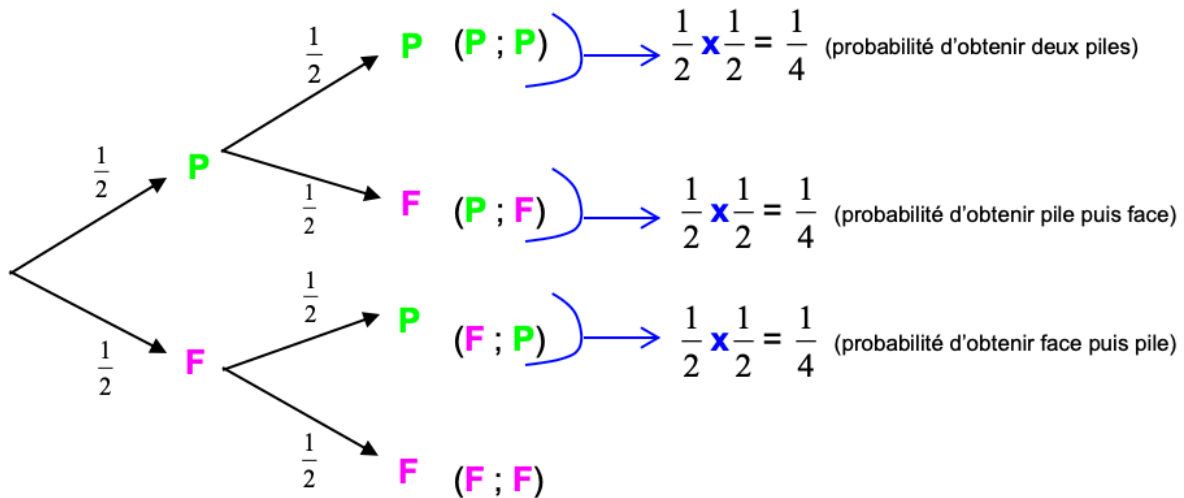 1/2 P (P ; P) 1/2 x 1/2 = 1/4 (probabilité d'obtenir deux piles)
1/2 P
1/2 F (P ; F) 1/2 x 1/2 = 1/4 (probabilité d'obtenir pile puis face)
1/2 P (F ; P) 1/2 x 1/2 = 1/4 (probabilité d'obtenir face puis pile)
1/2 F
1/2 F (F ; F)